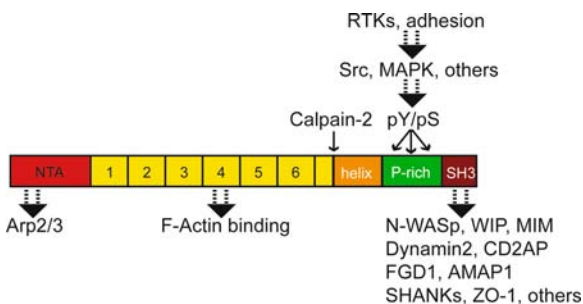 RTKs, adhesion
Src, MAPK, others
Calpain-2 pY/pS
NTA 1 2 3 4 5 6 helix P-rich SH3
Arp2/3 F-Actin binding N-WASp, WIP, MIM
Dynamin2, CD2AP
FGD1, AMAP1
SHANKs, ZO-1, others